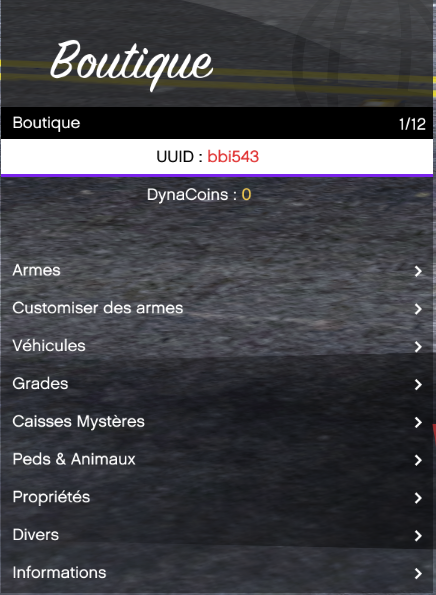 Boutique
Boutique 1/12
UUID : bbi543
DynaCoins : 0
Armes
Customiser des armes
Véhicules
Grades
Caisses Mystères
Peds & Animaux
Propriétés
Divers
Informations